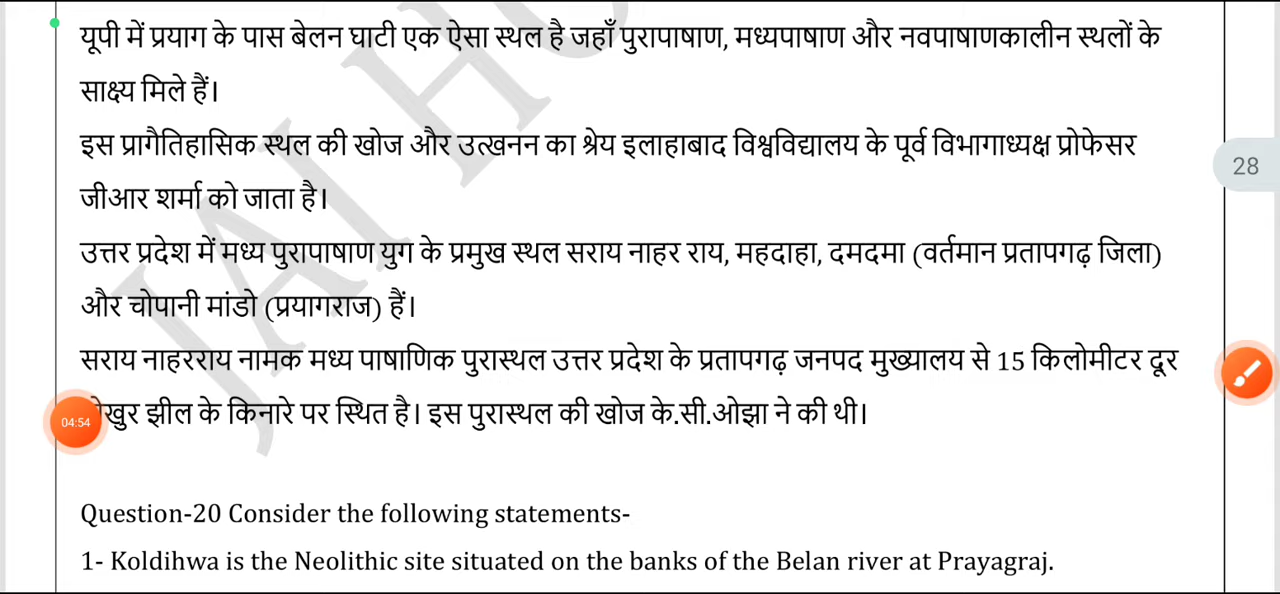 यूपी में प्रयाग के पास बेलन घाटी एक ऐसा स्थल है जहाँ पुरापाषाण, मध्यपाषाण और नवपाषाणकालीन स्थलों के
साक्ष्य मिले हैं।
इस प्रागैतिहासिक स्थल की खोज और उत्खनन का श्रेय इलाहाबाद विश्वविद्यालय के पूर्व विभागाध्यक्ष प्रोफेसर
28
जीआर शर्मा को जाता है।
उत्तर प्रदेश में मध्य पुरापाषाण युग के प्रमुख स्थल सराय नाहर राय, महदाहा, दमदमा (वर्तमान प्रतापगढ़ जिला)
और चोपानी मांडो (प्रयागराज) हैं।
सराय नाहरराय नामक मध्य पाषाणिक पुरास्थल उत्तर प्रदेश के प्रतापगढ़ जनपद मुख्यालय से 15 किलोमीटर दूर
04:54 झील के किनारे पर स्थित है। इस पुरास्थल की खोज के.सी.ओझा ने की थी।
Question-20 Consider the following statements-
1- Koldihwa is the Neolithic site situated on the banks of the Belan river at Prayagraj.